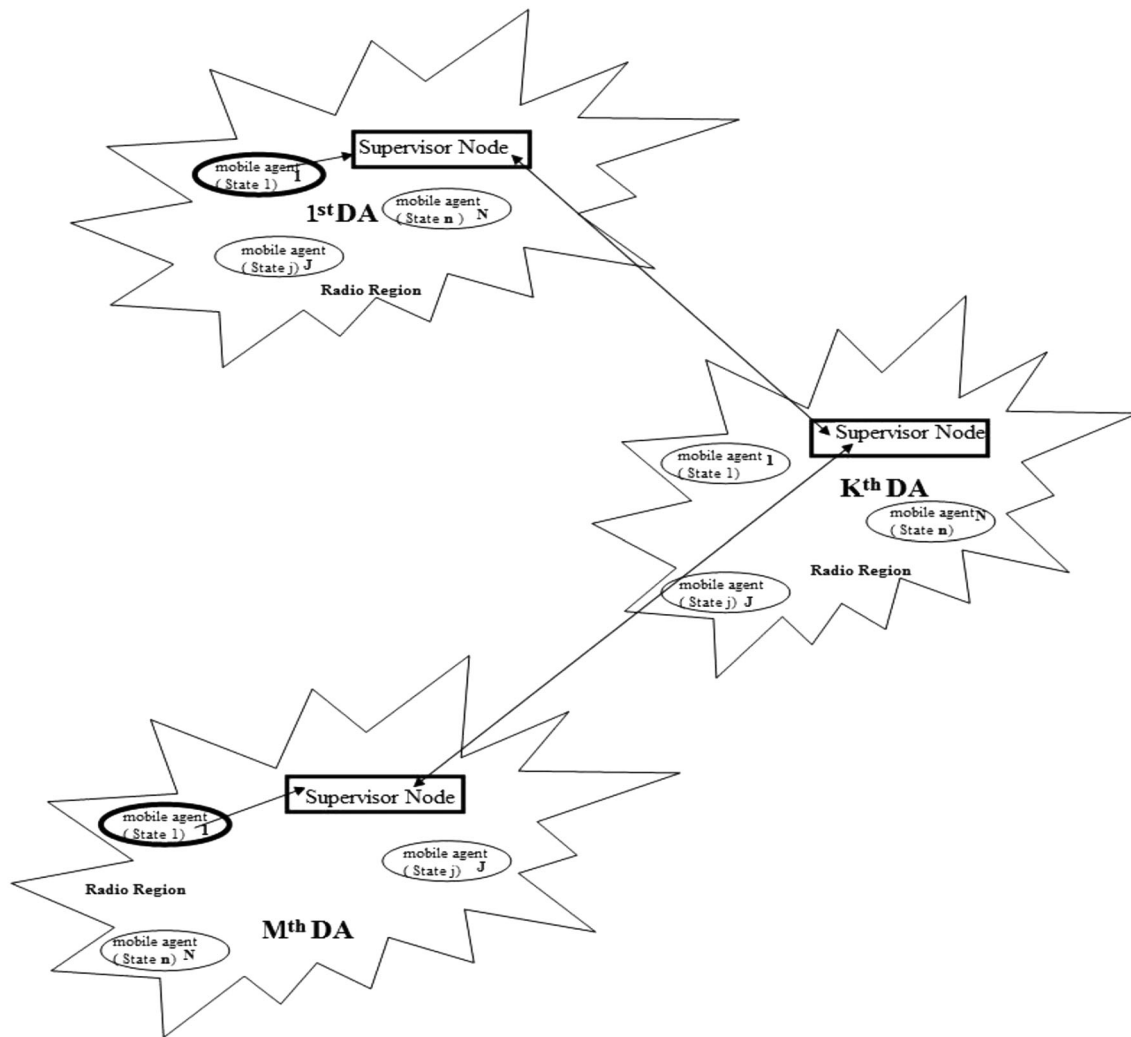 Supervisor Node
mobile agent
( State 1) 1
mobile agent
( State n ) N
1st DA
mobile agent
( State j) J
Radio Region
Supervisor Node
mobile agent 1
( State 1)
Kth DA
mobile agent N
( State n)
Radio Region
mobile agent
( State j) J
Supervisor Node
mobile agent
( State 1) 1
mobile agent
( State j) J
Radio Region
Mth DA
mobile agent
( State n) N